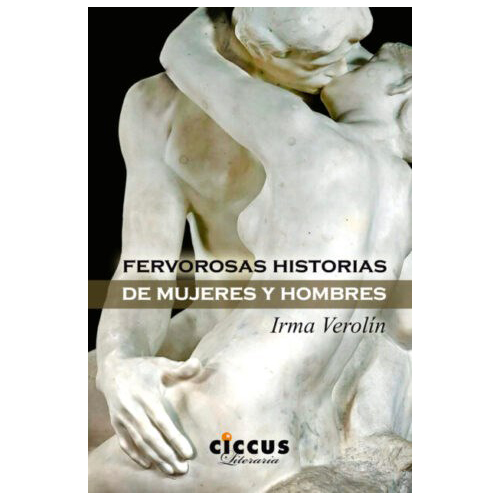 FERVOROSAS HISTORIAS
DE MUJERES Y HOMBRES
Irma Verolín
ciccus
Literaria